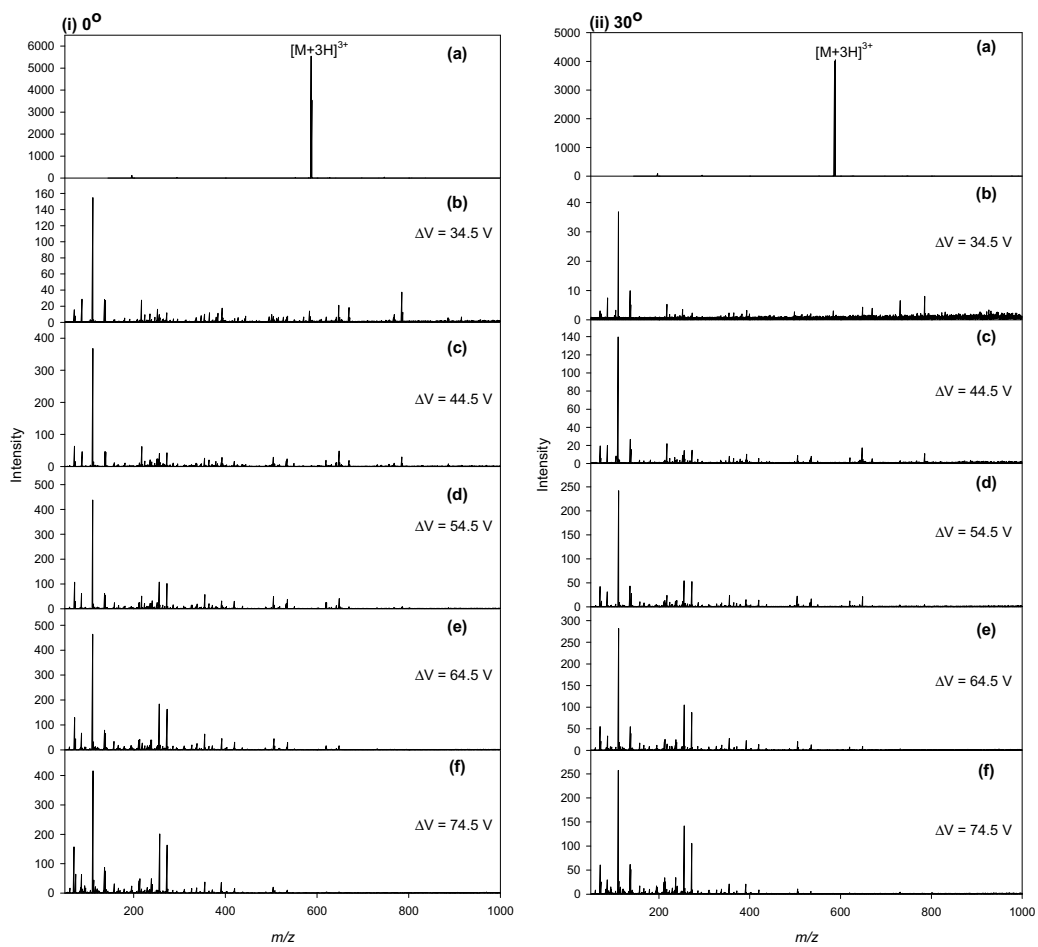 (i) 0°
(a)
[M+3H]³⁺
6000
5000
4000
3000
2000
1000
0
(b)
ΔV = 34.5 V
160
140
120
100
80
60
40
20
0
(c)
ΔV = 44.5 V
400
300
200
100
0
(d)
ΔV = 54.5 V
500
400
300
200
100
0
(e)
ΔV = 64.5 V
500
400
300
200
100
0
(f)
ΔV = 74.5 V
400
300
200
100
0
Intensity
200 400 600 800 1000
m/z
(ii) 30°
(a)
[M+3H]³⁺
5000
4000
3000
2000
1000
0
(b)
ΔV = 34.5 V
40
30
20
10
0
(c)
ΔV = 44.5 V
140
120
100
80
60
40
20
0
(d)
ΔV = 54.5 V
250
200
150
100
50
0
(e)
ΔV = 64.5 V
300
250
200
150
100
50
0
(f)
ΔV = 74.5 V
250
200
150
100
50
0
Intensity
200 400 600 800 1000
m/z